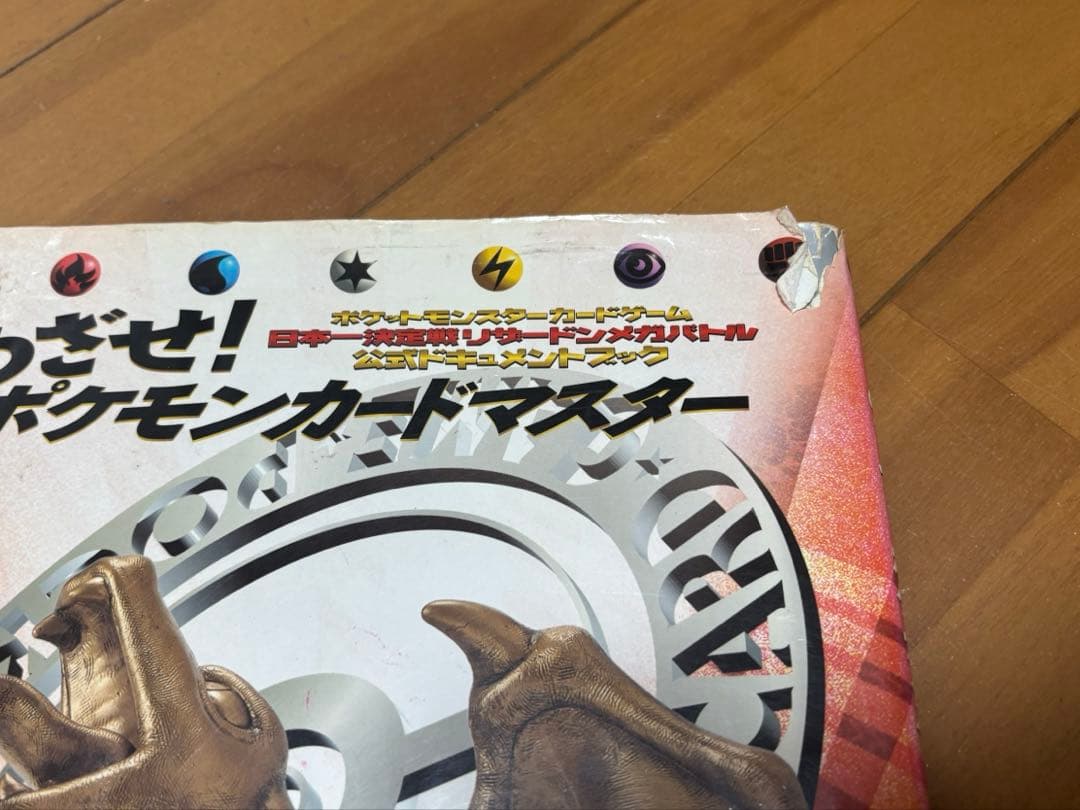 ポケットモンスターカードゲーム
日本一決定戦リザードンメガバトル
公式ドキュメントブック
めざせ!
ポケモンカードマスター
CARD